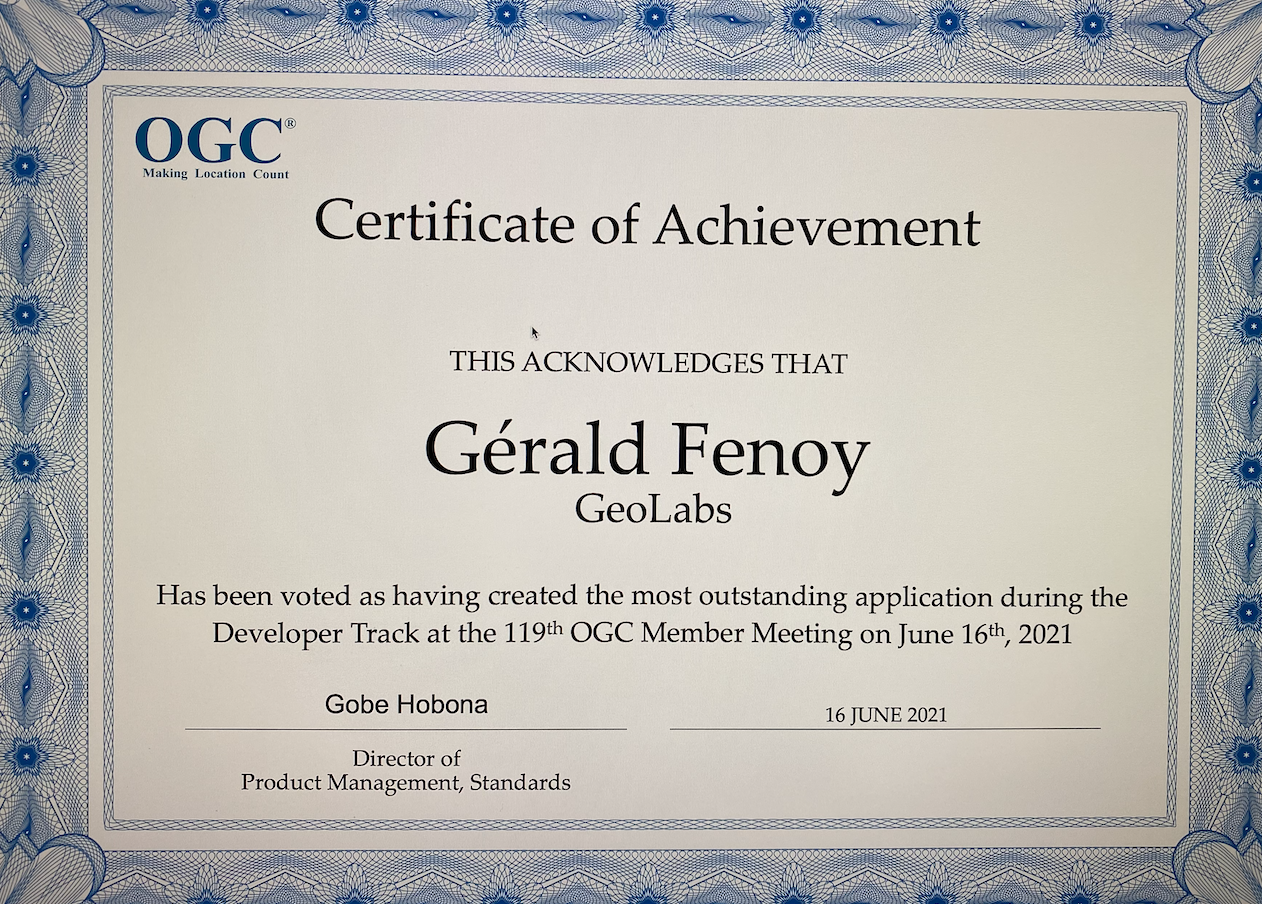 OGC®
Making Location Count
Certificate of Achievement
THIS ACKNOWLEDGES THAT
Gérald Fenoy
GeoLabs
Has been voted as having created the most outstanding application during the
Developer Track at the 119th OGC Member Meeting on June 16th, 2021
Gobe Hobona
16 JUNE 2021
Director of
Product Management, Standards